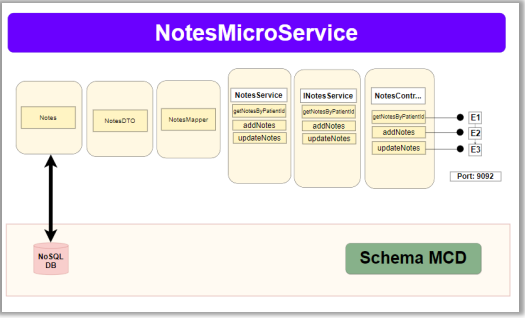 NotesMicroService
Notes
NotesDTO
NotesMapper
NotesService
getNotesByPatientId
addNotes
updateNotes
INotesService
getNotesByPatientId
addNotes
updateNotes
NotesContr...
getNotesByPatientId
addNotes
updateNotes
E1
E2
E3
Port: 9092
NoSQL
DB
Schema MCD